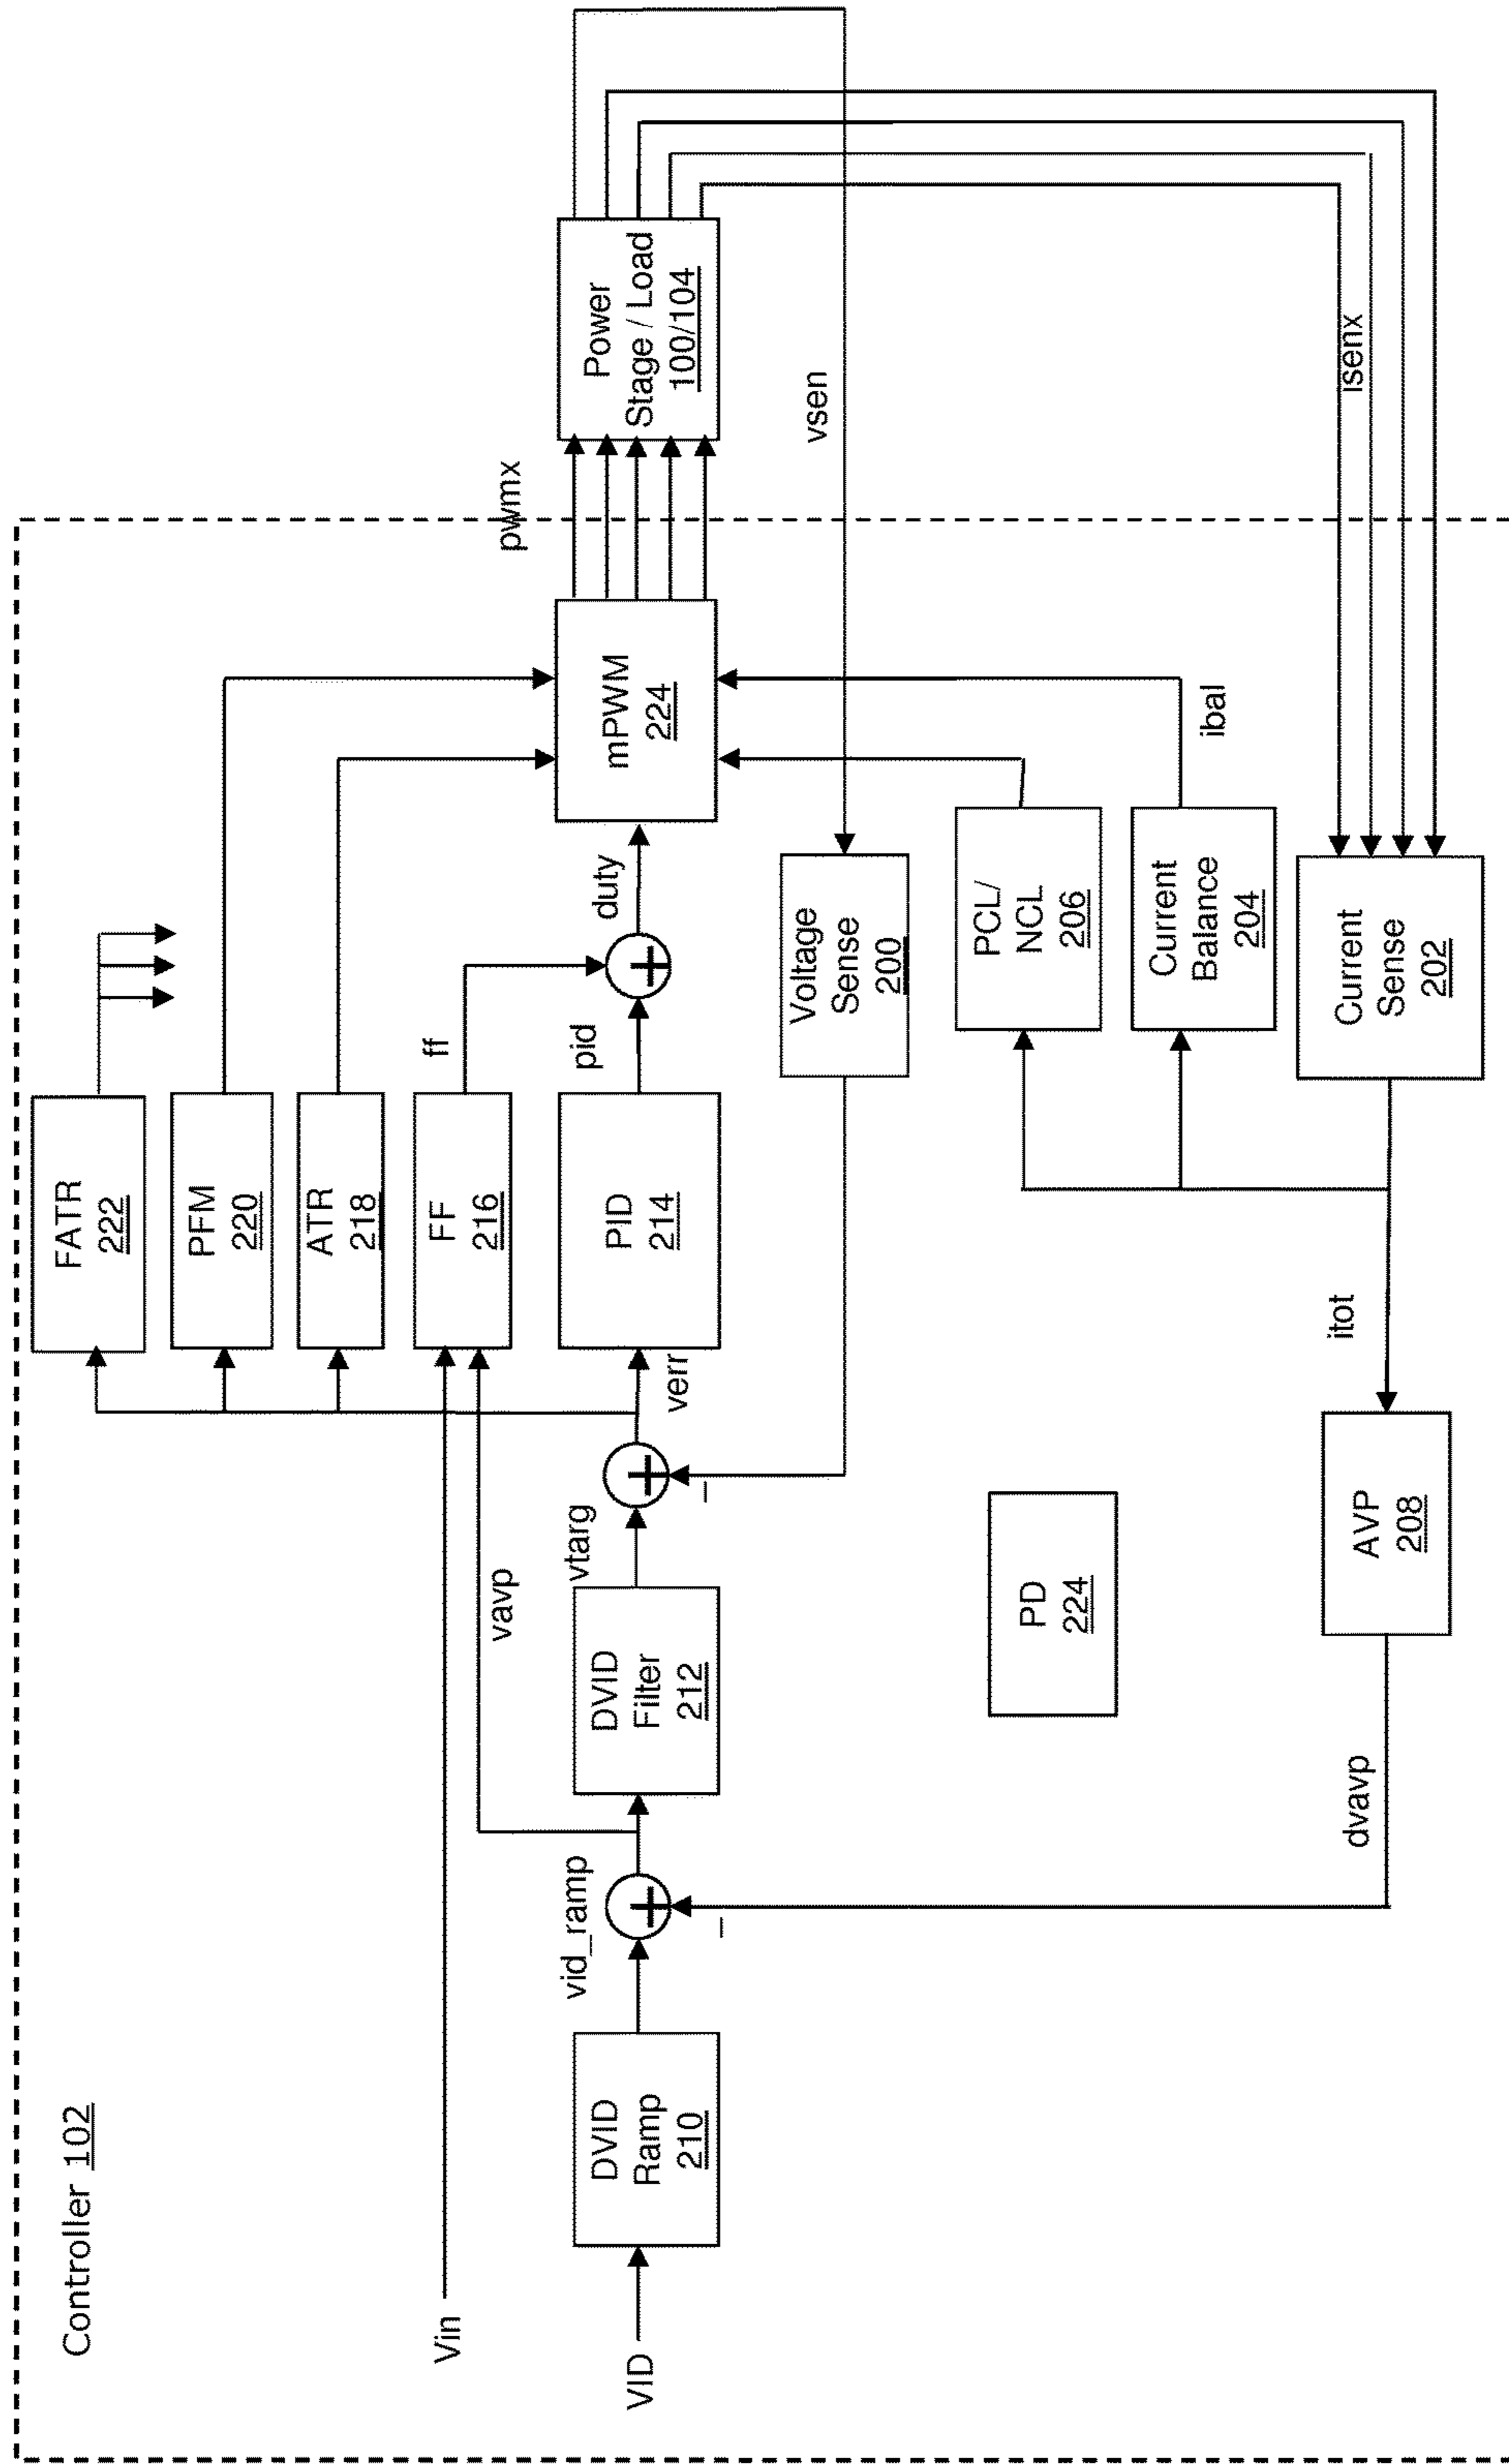 Controller 102
FATR
222
PFM
220
ATR
218
FF
216
ff
Vin
vavp
VID
DVID
Ramp
210
vid_ramp
–
DVID
Filter
212
vtarg
–
verr
PID
214
pid
duty
mPWM
224
pwmx
Power
Stage / Load
100/104
vsen
Voltage
Sense
200
PCL/
NCL
206
Current
Balance
204
ibal
isenx
Current
Sense
202
itot
AVP
208
dvavp
PD
224